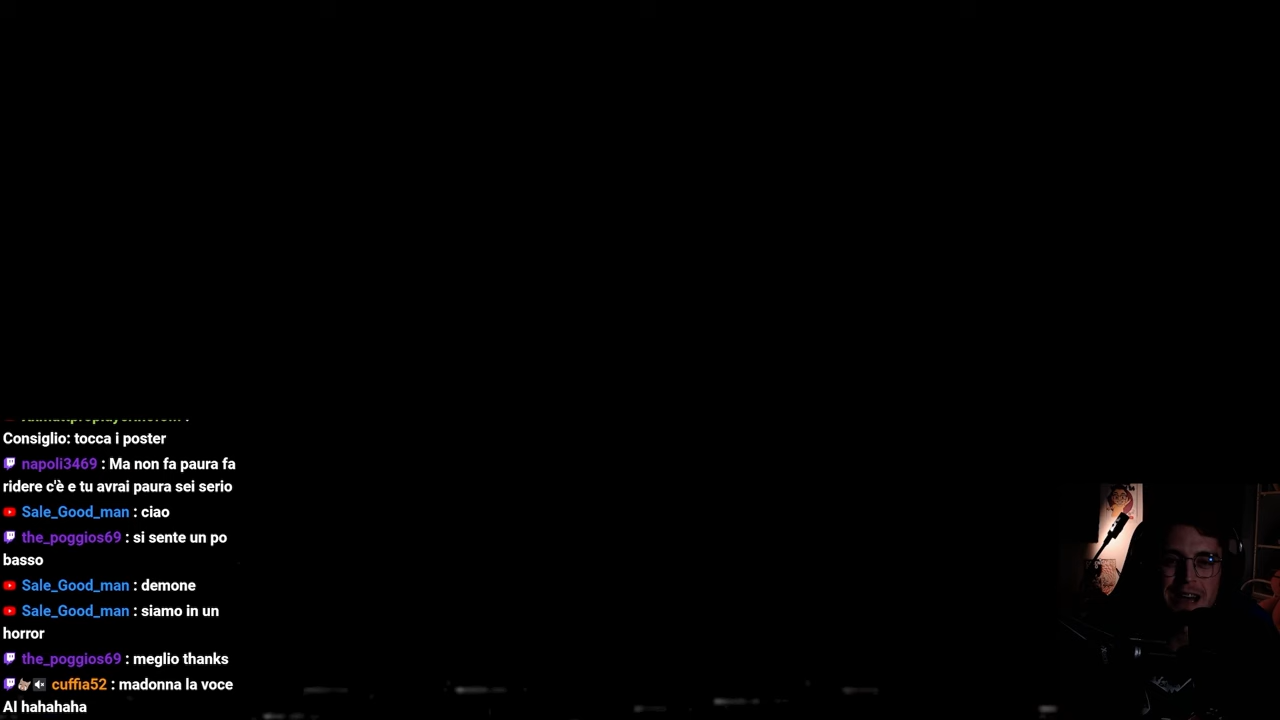 Consiglio: tocca i poster
napoli3469 : Ma non fa paura fa
ridere c'è e tu avrai paura sei serio
Sale_Good_man : ciao
the_poggios69 : si sente un po
basso
Sale_Good_man : demone
Sale_Good_man : siamo in un
horror
the_poggios69 : meglio thanks
cuffia52 : madonna la voce
AI hahahaha